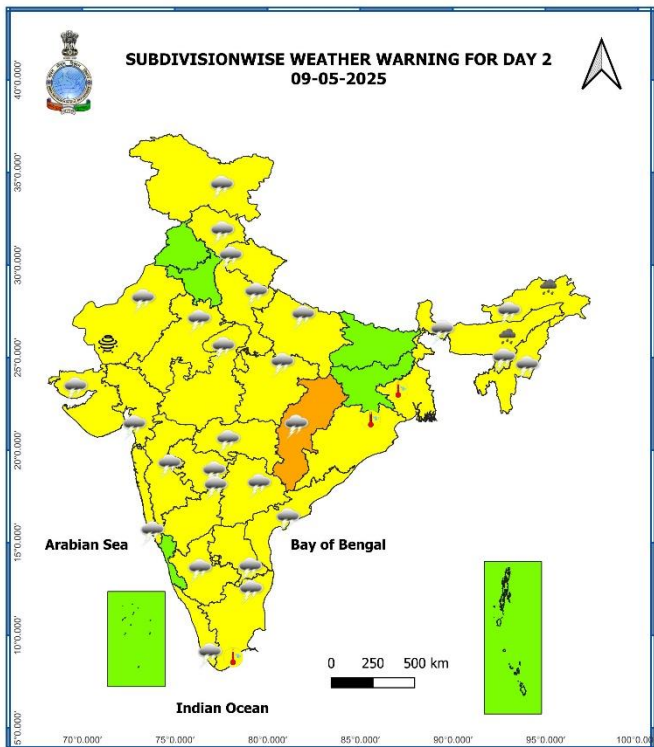 SUBDIVISIONWISE WEATHER WARNING FOR DAY 2
09-05-2025
40°0.000'
35°0.000'
30°0.000'
25°0.000'
20°0.000'
15°0.000'
10°0.000'
5°0.000'
Arabian Sea
Bay of Bengal
0 250 500 km
Indian Ocean
70°0.000' 75°0.000' 80°0.000' 85°0.000' 90°0.000' 95°0.000' 100°0.000'